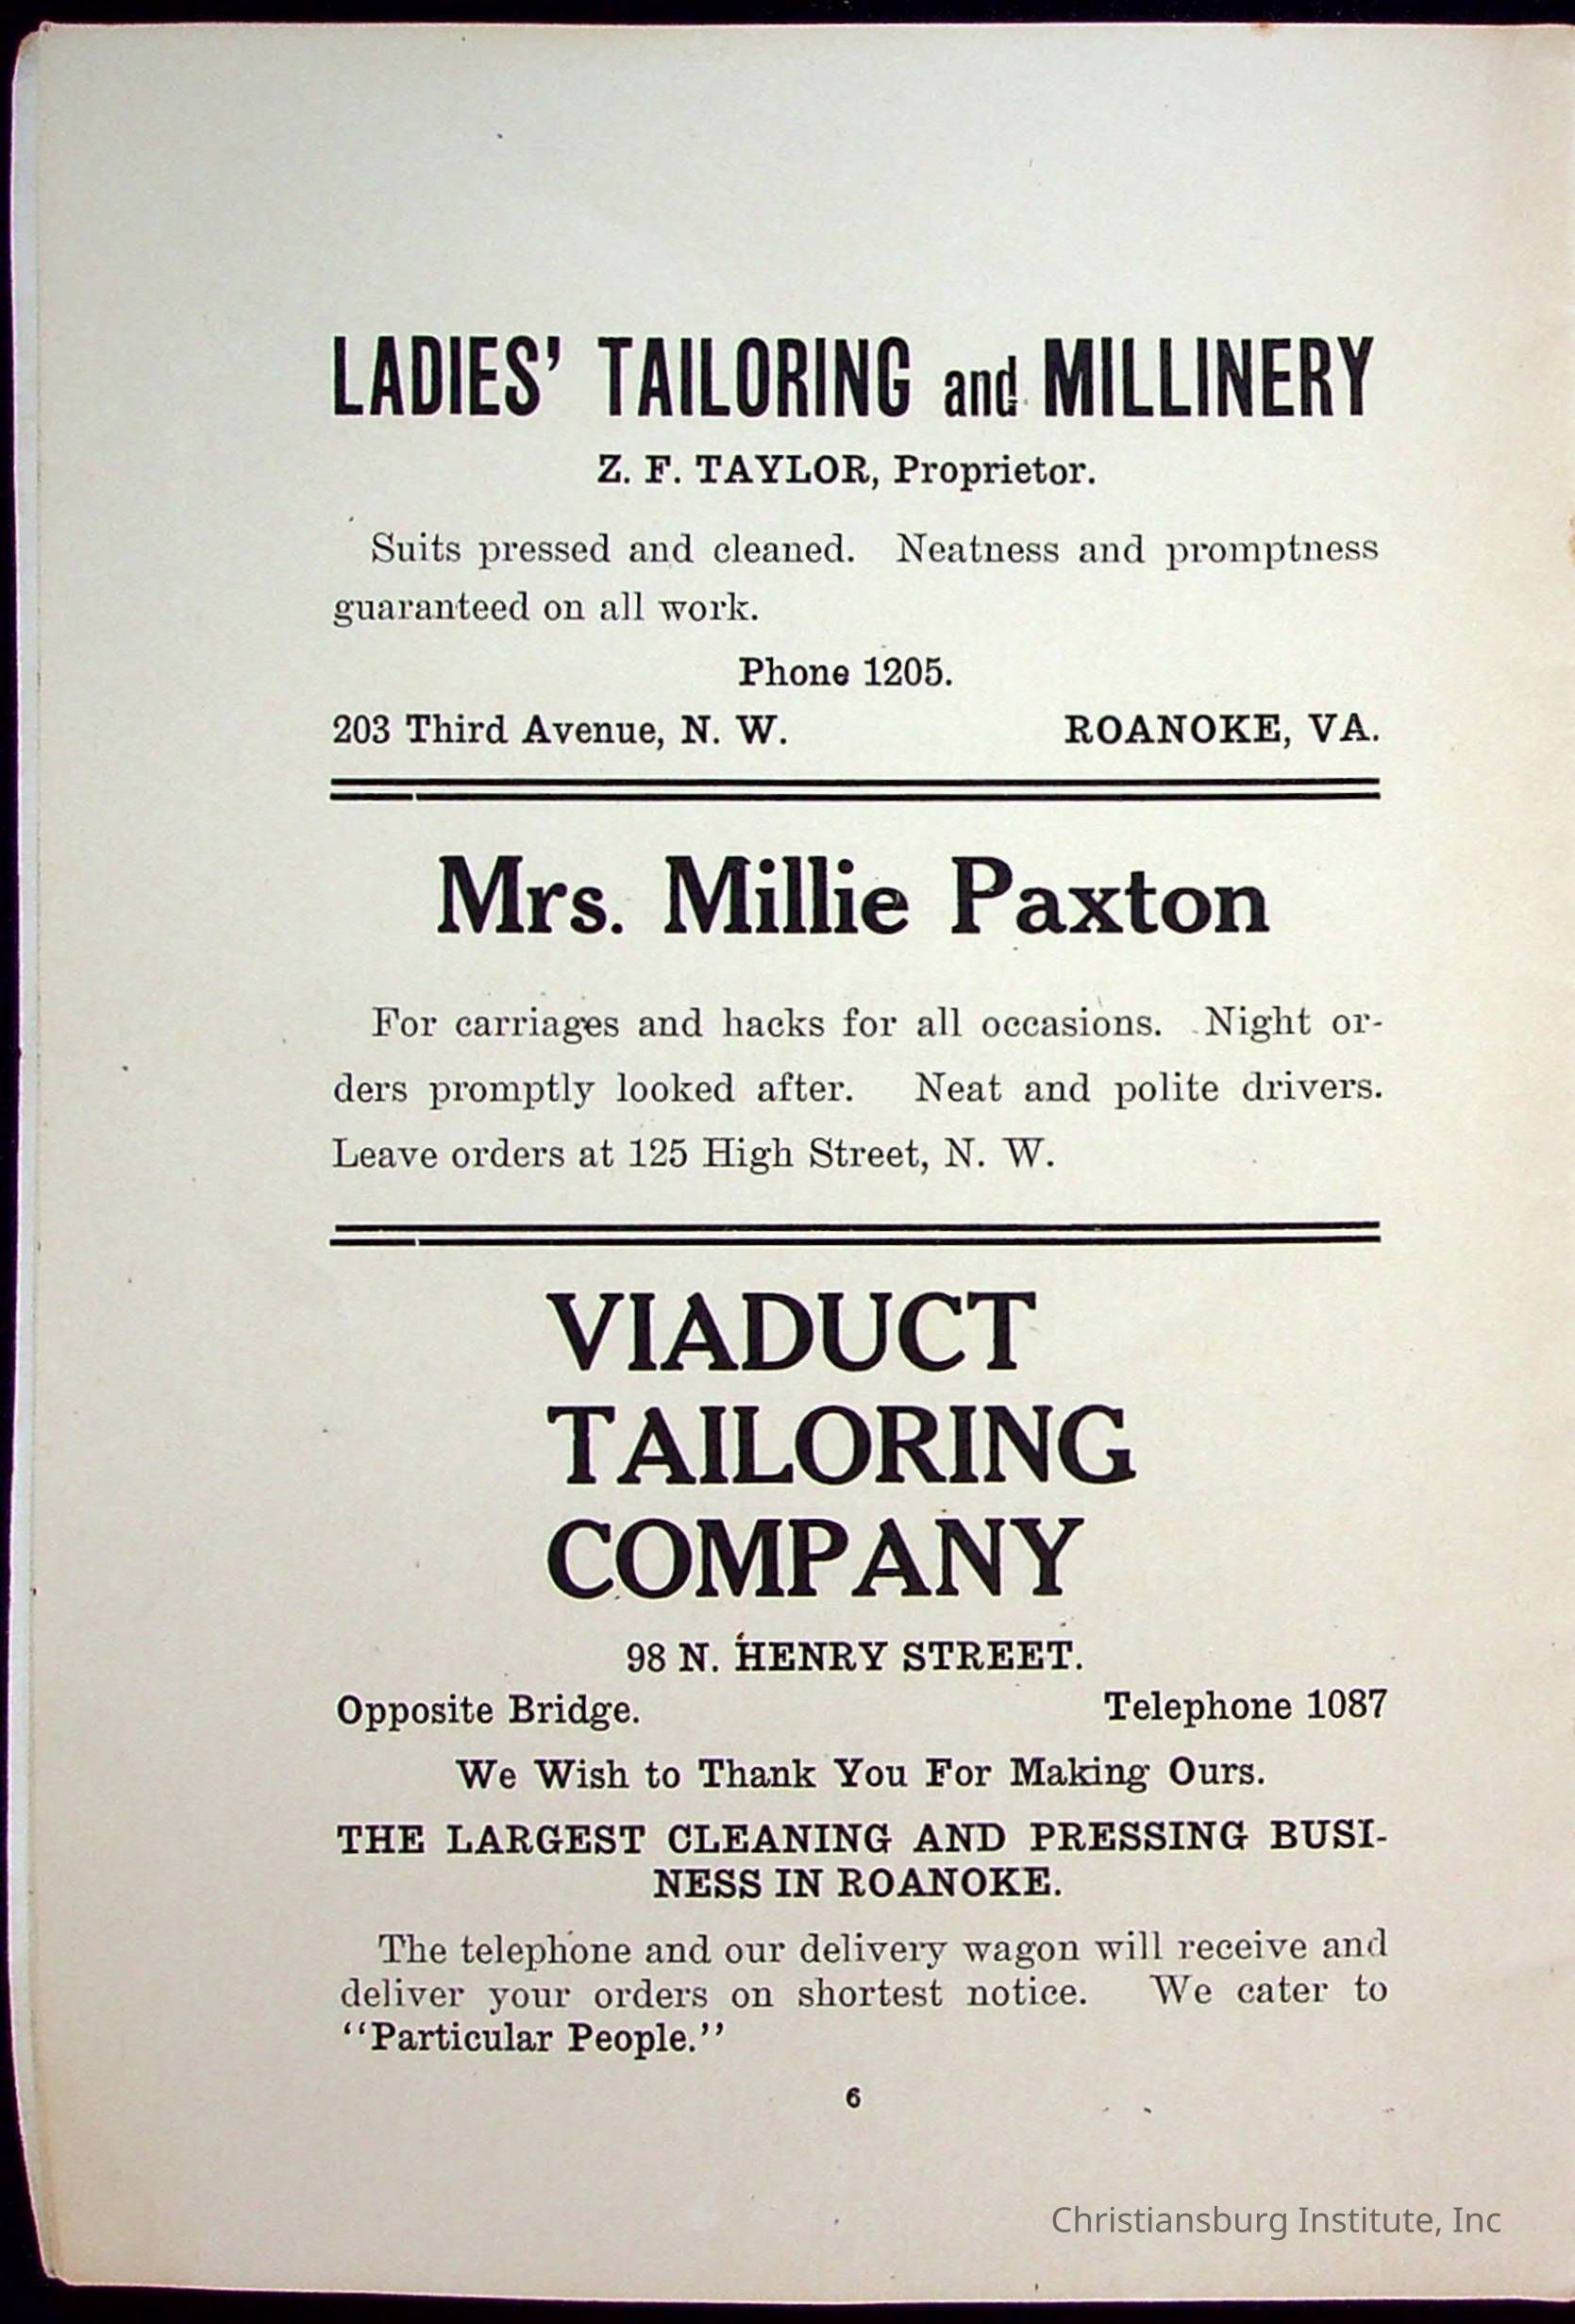 LADIES' TAILORING and MILLINERY
Z. F. TAYLOR, Proprietor.
Suits pressed and cleaned. Neatness and promptness
guaranteed on all work.
Phone 1205.
203 Third Avenue, N. W. ROANOKE, VA.
Mrs. Millie Paxton
For carriages and hacks for all occasions. Night or-
ders promptly looked after. Neat and polite drivers.
Leave orders at 125 High Street, N. W.
VIADUCT
TAILORING
COMPANY
98 N. HENRY STREET.
Opposite Bridge. Telephone 1087
We Wish to Thank You For Making Ours.
THE LARGEST CLEANING AND PRESSING BUSI-
NESS IN ROANOKE.
The telephone and our delivery wagon will receive and
deliver your orders on shortest notice. We cater to
‘‘Particular People.’’
6
Christiansburg Institute, Inc